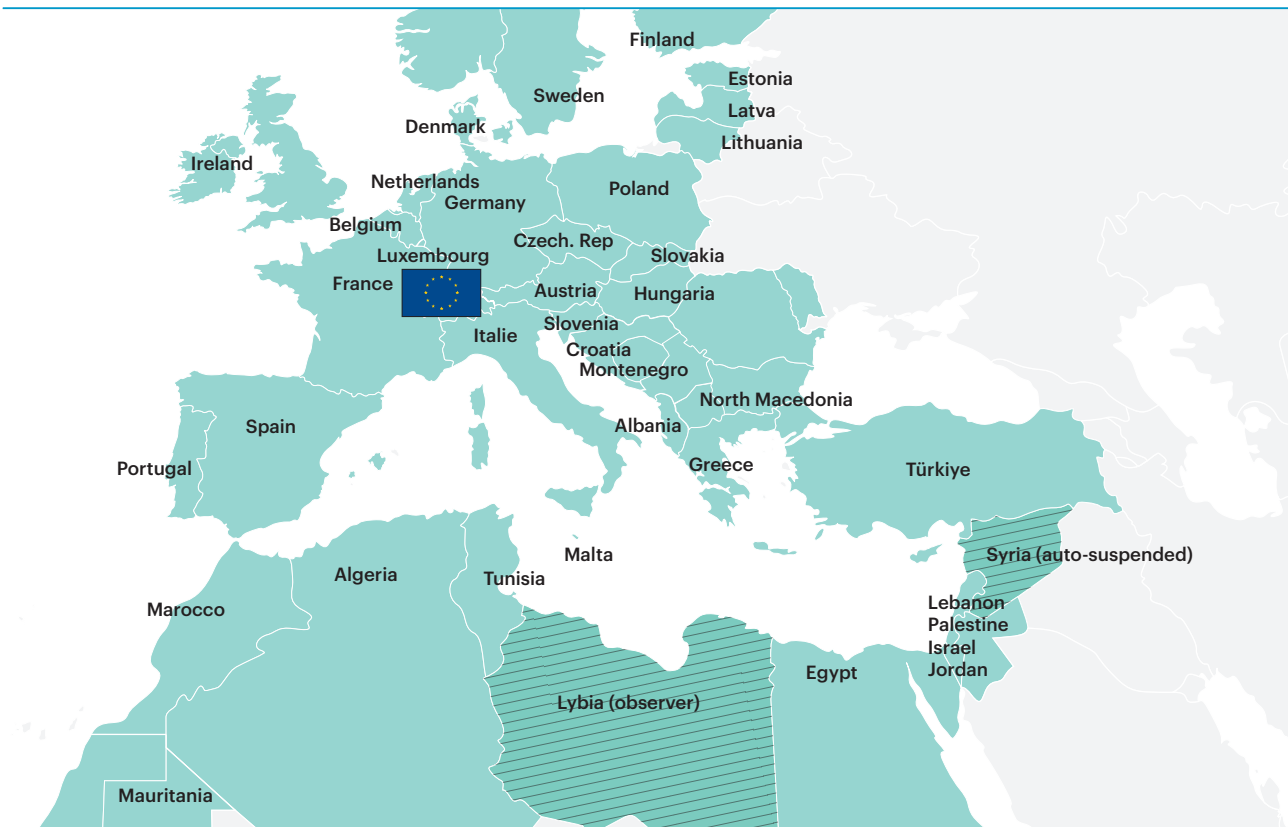 Finland
Estonia
Sweden
Latva
Denmark
Lithuania
Ireland
Netherlands
Poland
Germany
Belgium
Czech. Rep
Luxembourg
Slovakia
France
Austria
Hungaria
Slovenia
Italie
Croatia
Montenegro
North Macedonia
Spain
Albania
Portugal
Greece
Türkiye
Malta
Syria (auto-suspended)
Algeria
Tunisia
Marocco
Lebanon
Palestine
Israel
Jordan
Egypt
Lybia (observer)
Mauritania